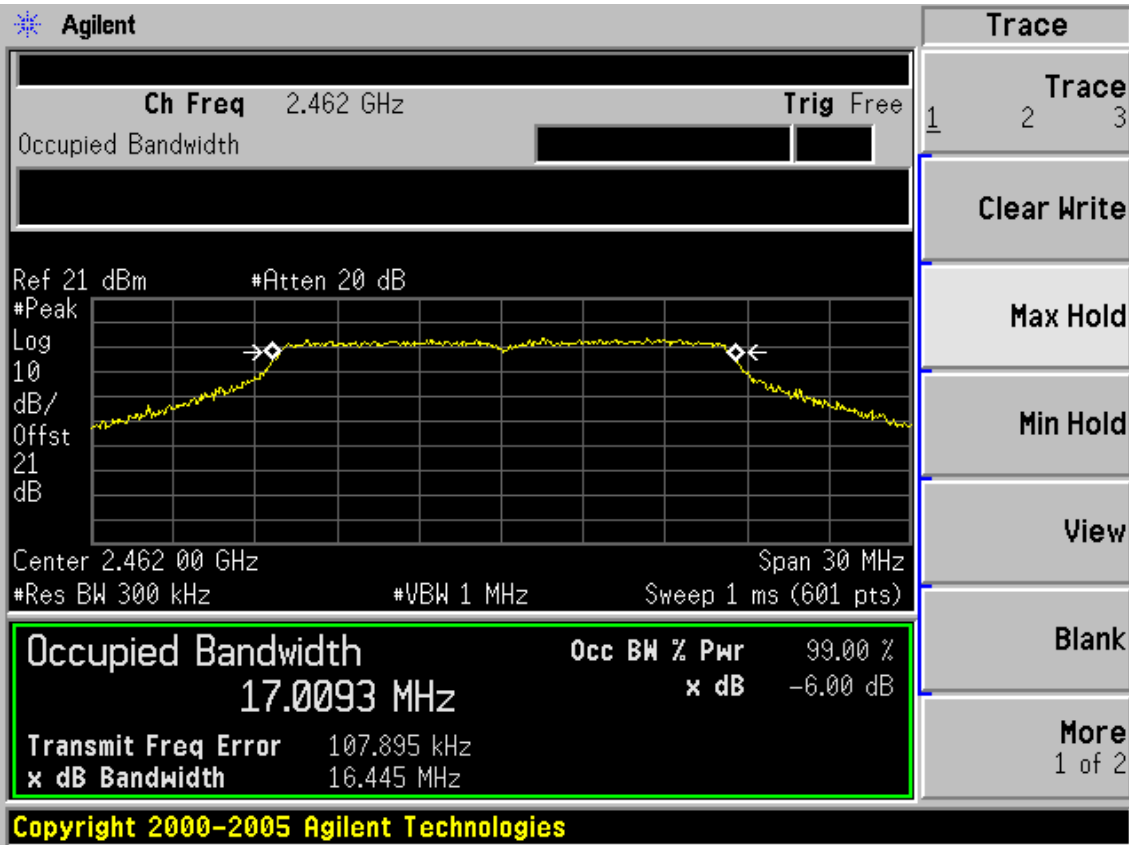 Agilent
Trace
Ch Freq 2.462 GHz Trig Free
Occupied Bandwidth
Trace
1 2 3
Clear Write
Max Hold
Min Hold
View
Blank
More
1 of 2
Ref 21 dBm #Atten 20 dB
#Peak
Log
10
dB/
Offst
21
dB
Center 2.462 00 GHz Span 30 MHz
#Res BW 300 kHz #VBW 1 MHz Sweep 1 ms (601 pts)
Occupied Bandwidth
17.0093 MHz
Occ BW % Pwr 99.00 %
x dB -6.00 dB
Transmit Freq Error 107.895 kHz
x dB Bandwidth 16.445 MHz
Copyright 2000-2005 Agilent Technologies